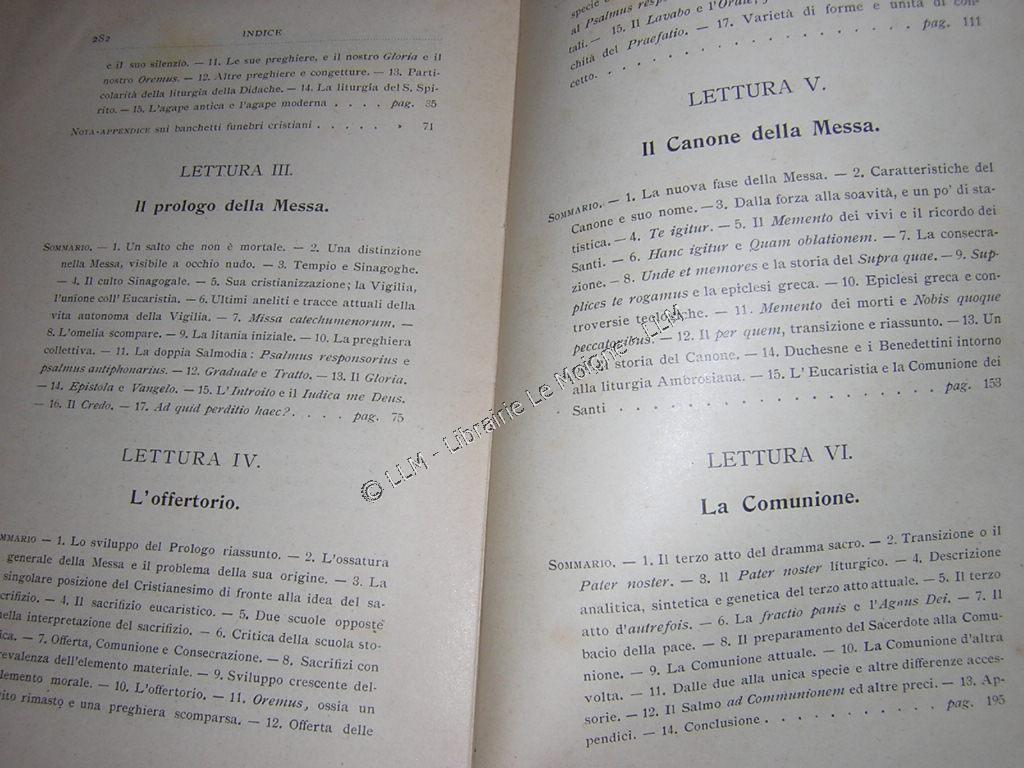 282 INDICE
e il suo silenzio. — 11. Le sue preghiere, e il nostro Gloria e il
nostro Oremus. — 12. Altre preghiere e congetture. — 13. Parti-
colarità della liturgia della Didache. — 14. La liturgia del S. Spi-
rito. — 15. L'agape antica e l'agape moderna . . . . pag. 35
NOTA-APPENDICE sui banchetti funebri cristiani . . . . . » 71
LETTURA III.
Il prologo della Messa.
SOMMARIO. — 1. Un salto che non è mortale. — 2. Una distinzione
nella Messa, visibile a occhio nudo. — 3. Tempio e Sinagoghe.
— 4. Il culto Sinagogale. — 5. Sua cristianizzazione; la Vigilia,
l'unione coll'Eucaristia. — 6. Ultimi aneliti e tracce attuali della
vita autonoma della Vigilia. — 7. Missa catechumenorum. —
8. L'omelia scompare. — 9. La litania iniziale. — 10. La preghiera
collettiva. — 11. La doppia Salmodia: Psalmus responsorius e
psalmus antiphonarius. — 12. Graduale e Tratto. — 13. Il Gloria.
— 14. Epistola e Vangelo. — 15. L'Introito e il Iudica me Deus.
— 16. Il Credo. — 17. Ad quid perditio haec? . . . . . pag. 75
LETTURA IV.
L'offertorio.
MMARIO — 1. Lo sviluppo del Prologo riassunto. — 2. L'ossatura
generale della Messa e il problema della sua origine. — 3. La
singolare posizione del Cristianesimo di fronte alla idea del sa-
crifizio. — 4. Il sacrifizio eucaristico. — 5. Due scuole opposte
nella interpretazione del sacrifizio. — 6. Critica della scuola sto-
ica. — 7. Offerta, Comunione e Consecrazione. — 8. Sacrifizi con
revalenza dell'elemento materiale. — 9. Sviluppo crescente del-
lemento morale. — 10. L'offertorio. — 11. Oremus, ossia un
ito rimasto e una preghiera scomparsa. — 12. Offerta delle
specie e
al Psalmus resp
tali. — 15. Il Lavabo e l'Orate,
chità del Praefatio. — 17. Varietà di forme e unità di con-
cetto. . . . . . . . . . . . . . . . pag. 111
LETTURA V.
Il Canone della Messa.
SOMMARIO. — 1. La nuova fase della Messa. — 2. Caratteristiche del
Canone e suo nome. — 3. Dalla forza alla soavità, e un po' di sta-
tistica. — 4. Te igitur. — 5. Il Memento dei vivi e il ricordo dei
Santi. — 6. Hanc igitur e Quam oblationem. — 7. La consecra-
zione. — 8. Unde et memores e la storia del Supra quae. — 9. Sup-
plices te rogamus e la epiclesi greca. — 10. Epiclesi greca e con-
troversie teologiche. — 11. Memento dei morti e Nobis quoque
peccatoribus. — 12. Il per quem, transizione e riassunto. — 13. Un
storia del Canone. — 14. Duchesne e i Benedettini intorno
alla liturgia Ambrosiana. — 15. L'Eucaristia e la Comunione dei
Santi . . . . . . . . . . . . . . . pag. 153
LETTURA VI.
La Comunione.
SOMMARIO. — 1. Il terzo atto del dramma sacro. — 2. Transizione o il
Pater noster. — 3. Il Pater noster liturgico. — 4. Descrizione
analitica, sintetica e genetica del terzo atto attuale. — 5. Il terzo
atto d'autrefois. — 6. La fractio panis e l'Agnus Dei. — 7. Il
bacio della pace. — 8. Il preparamento del Sacerdote alla Comu-
nione. — 9. La Comunione attuale. — 10. La Comunione d'altra
volta. — 11. Dalle due alla unica specie e altre differenze acces-
sorie. — 12. Il Salmo ad Communionem ed altre preci. — 13. Ap-
pendici. — 14. Conclusione . . . . . . . . . . pag. 195
© LLM - Librairie Le Moigne - LLM